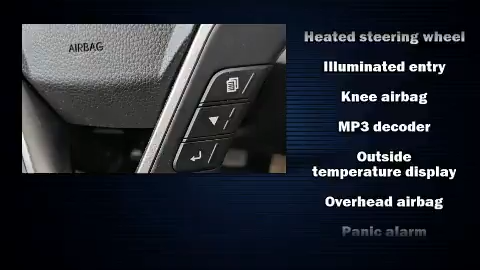 AIRBAG
Heated steering wheel
Illuminated entry
Knee airbag
MP3 decoder
Outside
temperature display
Overhead airbag
Panic alarm